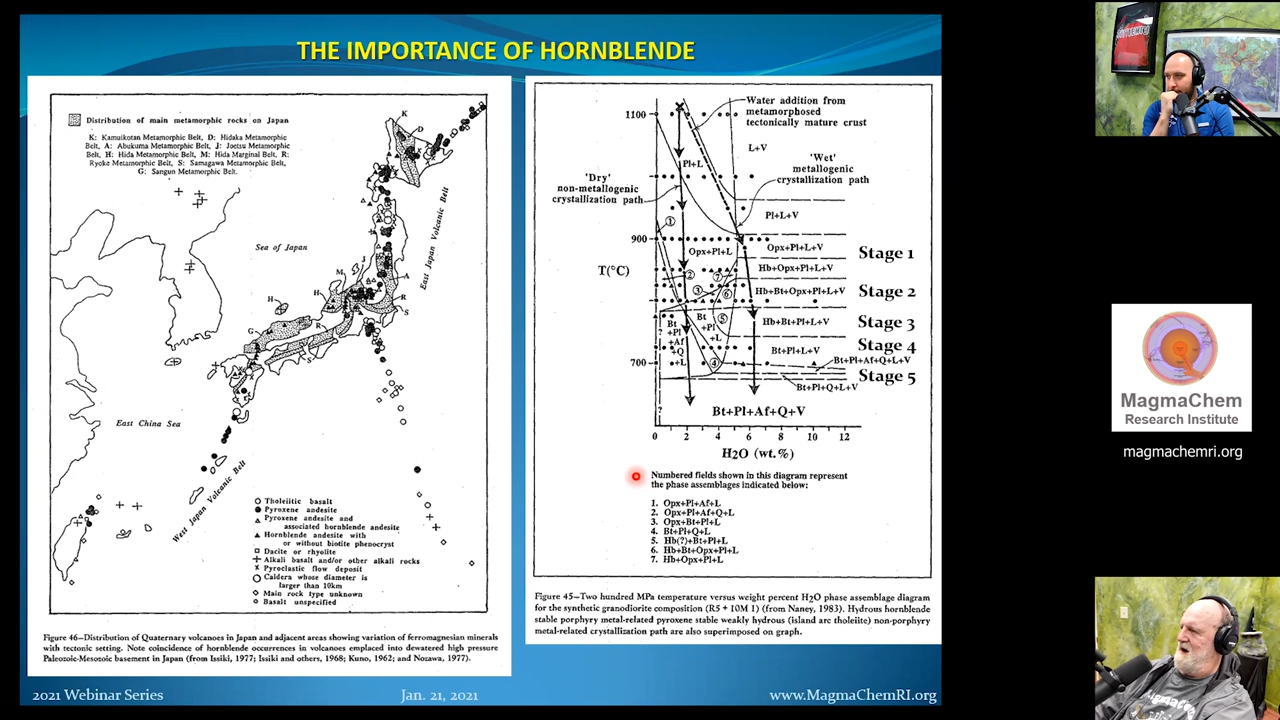 THE IMPORTANCE OF HORNBLENDE
Distribution of main metamorphic rocks on Japan
K: Kamuikotan Metamorphic Belt, D: Hidaka Metamorphic
Belt, A: Abukuma Metamorphic Belt, J: Joetsu Metamorphic
Belt, H: Hida Metamorphic Belt, M: Hida Marginal Belt, R:
Ryoke Metamorphic Belt, S: Samagawa Metamorphic Belt,
G: Sangun Metamorphic Belt.
K
D
Sea of Japan
East Japan Volcanic Belt
J
M
A
H
H
R
S
G
R
East China Sea
West Japan Volcanic Belt
Tholeiitic basalt
Pyroxene andesite
Pyroxene andesite and
associated hornblende andesite
Hornblende andesite with
or without biotite phenocryst
Dacite or rhyolite
Alkali basalt and/or other alkali rocks
Pyroclastic flow deposit
Caldera whose diameter is
larger than 10km
Main rock type unknown
Basalt unspecified
Figure 46-Distribution of Quaternary volcanoes in Japan and adjacent areas showing variation of ferromagnesian minerals
with tectonic setting. Note coincidence of hornblende occurrences in volcanoes emplaced into dewatered high pressure
Paleozoic-Mesozoic basement in Japan (from Issiki, 1977; Issiki and others, 1968; Kuno, 1962; and Nozawa, 1977).
1100
Water addition from
metamorphosed
tectonically mature crust
L+V
Pl+L
'Wet'
metallogenic
crystallization path
'Dry'
non-metallogenic
crystallization path
Pl+L+V
1
900
Opx+Pl+L
Opx+Pl+L+V
Stage 1
T(°C)
Hb+Opx+Pl+L+V
2
7
3
6
Hb+Bt+Opx+Pl+L+V
Stage 2
Bt
+Pl
+Af
+Q
+L
Bt
+Pl
+L
5
Hb+Bt+Pl+L+V
Stage 3
Bt+Pl+L+V
Stage 4
700
4
Bt+Pl+Af+Q+L+V
Stage 5
Bt+Pl+Q+L+V
?
?
Bt+Pl+Af+Q+V
0 2 4 6 8 10 12
H2O (wt.%)
Numbered fields shown in this diagram represent
the phase assemblages indicated below:
1. Opx+Pl+Af+L
2. Opx+Pl+Af+Q+L
3. Opx+Bt+Pl+L
4. Bt+Pl+Q+L
5. Hb(?)+Bt+Pl+L
6. Hb+Bt+Opx+Pl+L
7. Hb+Opx+Pl+L
Figure 45-Two hundred MPa temperature versus weight percent H2O phase assemblage diagram
for the synthetic granodiorite composition (R5 + 10M 1) (from Naney, 1983). Hydrous hornblende
stable porphyry metal-related pyroxene stable weakly hydrous (island arc tholeiite) non-porphyry
metal-related crystallization path are also superimposed on graph.
2021 Webinar Series
Jan. 21, 2021
www.MagmaChemRI.org
MagmaChem
Research Institute
magmachemri.org